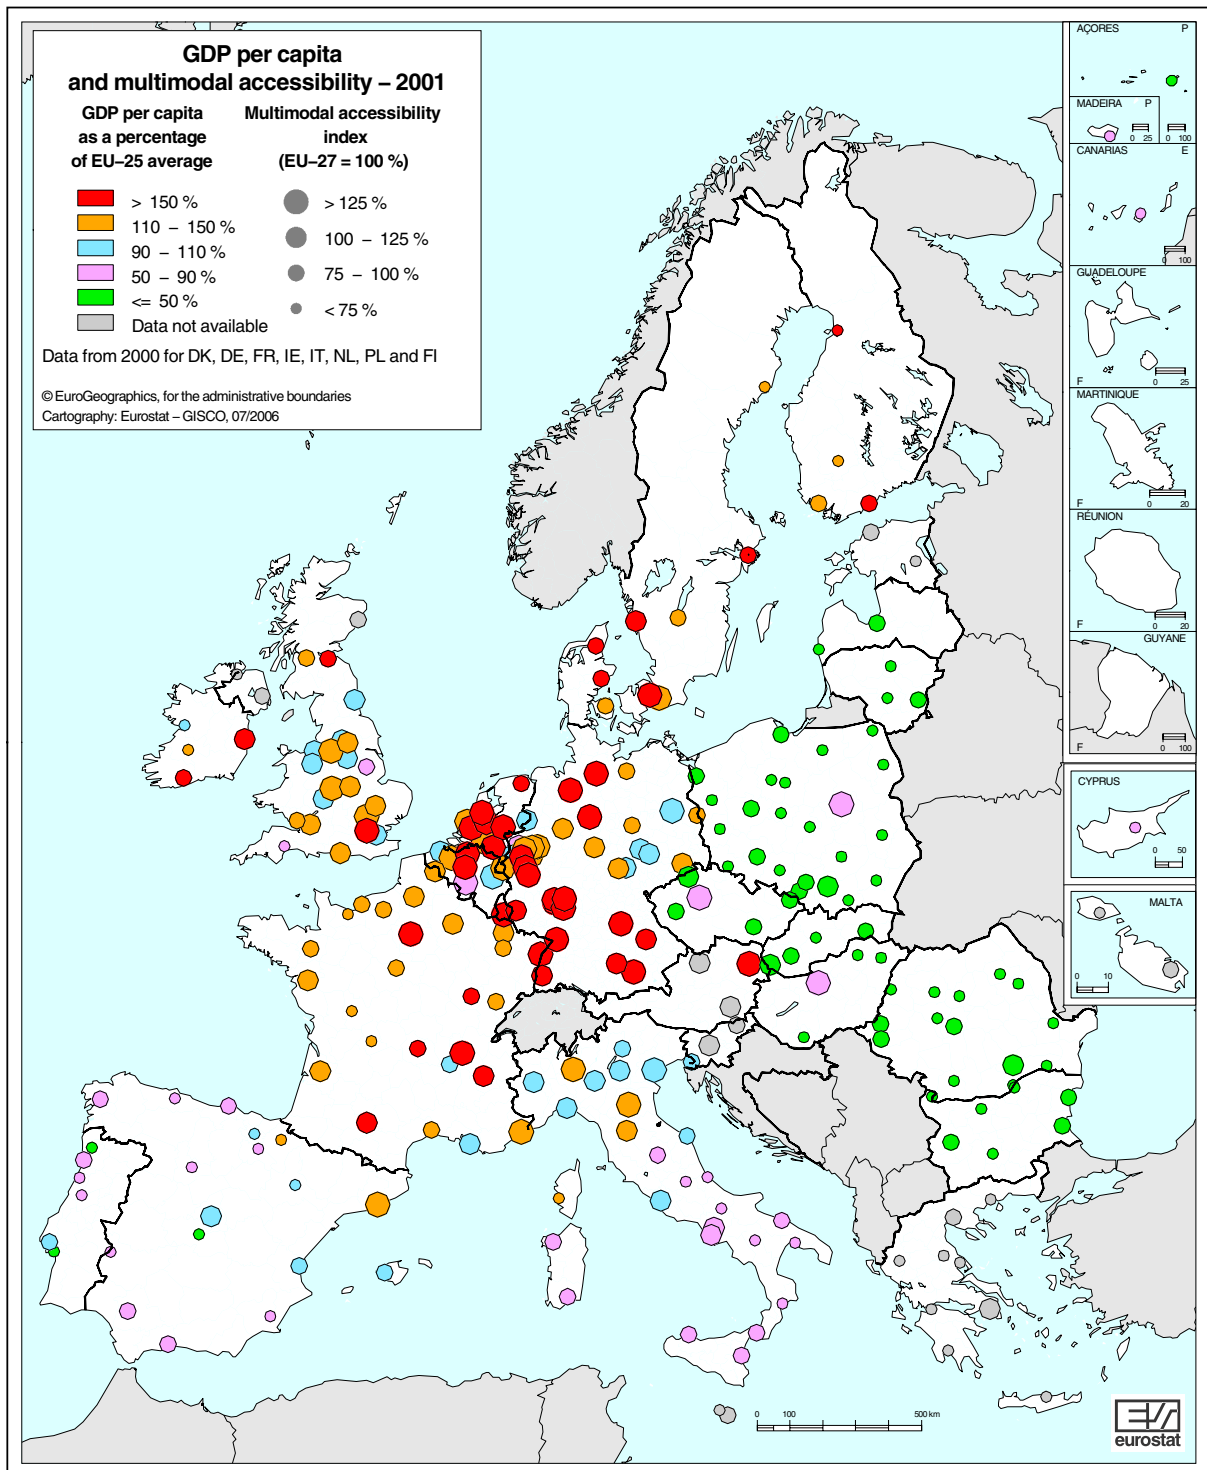 GDP per capita
and multimodal accessibility – 2001
GDP per capita
as a percentage
of EU–25 average
Multimodal accessibility
index
(EU–27 = 100 %)
> 150 %
110 – 150 %
90 – 110 %
50 – 90 %
<= 50 %
Data not available
> 125 %
100 – 125 %
75 – 100 %
< 75 %
Data from 2000 for DK, DE, FR, IE, IT, NL, PL and FI
© EuroGeographics, for the administrative boundaries
Cartography: Eurostat – GISCO, 07/2006
AÇORES P
0 100
MADEIRA P
0 25
CANARIAS E
0 100
GUADELOUPE
F 0 25
MARTINIQUE
F 0 20
RÉUNION
F 0 20
GUYANE
F 0 100
CYPRUS
0 50
MALTA
0 10
0 100 500 km
eurostat